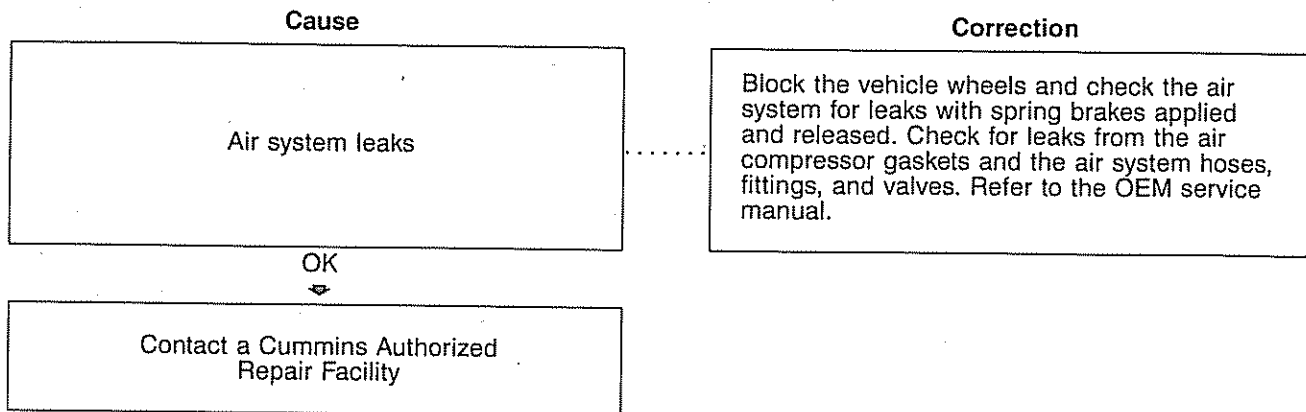 Cause
Correction
Air system leaks
Block the vehicle wheels and check the air
system for leaks with spring brakes applied
and released. Check for leaks from the air
compressor gaskets and the air system hoses,
fittings, and valves. Refer to the OEM service
manual.
OK
Contact a Cummins Authorized
Repair Facility